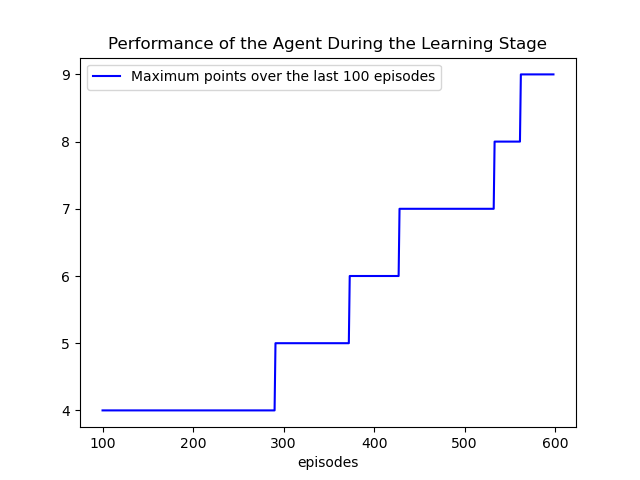 Performance of the Agent During the Learning Stage
Maximum points over the last 100 episodes
9
8
7
6
5
4
100 200 300 400 500 600
episodes